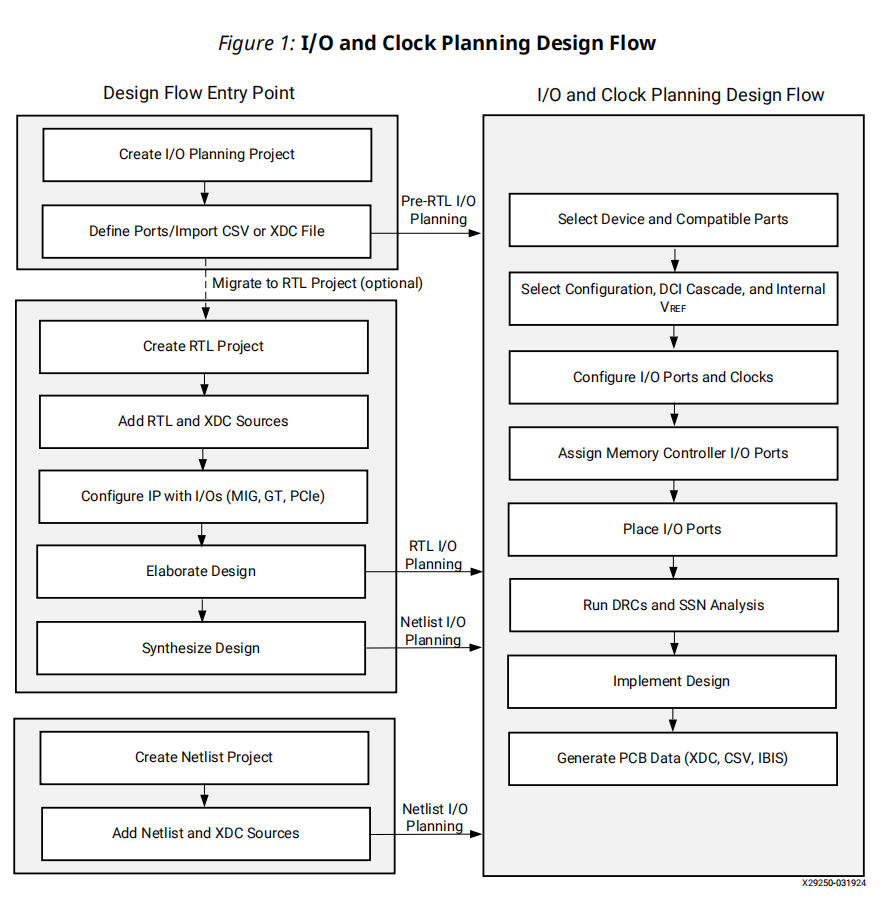 Figure 1: I/O and Clock Planning Design Flow
Design Flow Entry Point
Create I/O Planning Project
Define Ports/Import CSV or XDC File
Pre-RTL I/O
Planning
Migrate to RTL Project (optional)
Create RTL Project
Add RTL and XDC Sources
Configure IP with I/Os (MIG, GT, PCIe)
Elaborate Design
RTL I/O
Planning
Synthesize Design
Netlist I/O
Planning
Create Netlist Project
Add Netlist and XDC Sources
Netlist I/O
Planning
I/O and Clock Planning Design Flow
Select Device and Compatible Parts
Select Configuration, DCI Cascade, and Internal
VREF
Configure I/O Ports and Clocks
Assign Memory Controller I/O Ports
Place I/O Ports
Run DRCs and SSN Analysis
Implement Design
Generate PCB Data (XDC, CSV, IBIS)
X29250-031924